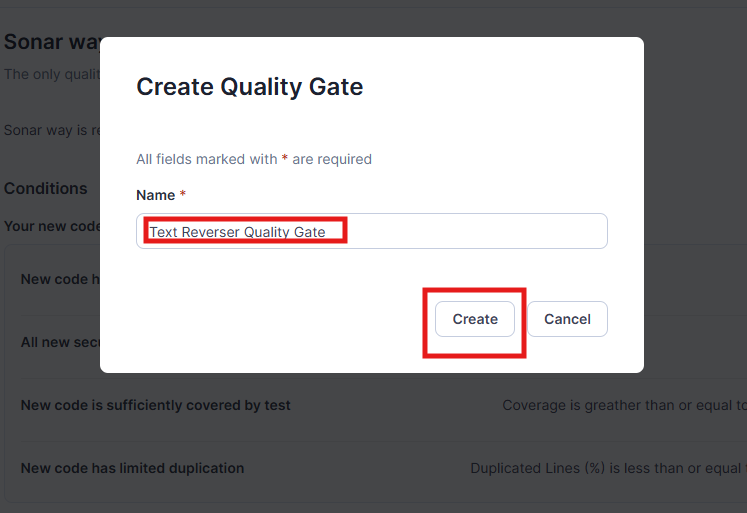 Sonar way
The only qualit
Create Quality Gate
Sonar way is re
All fields marked with * are required
Conditions
Name *
Your new code
Text Reverser Quality Gate
New code h
Create
Cancel
All new secu
New code is sufficiently covered by test
Coverage is greather than or equal to
New code has limited duplication
Duplicated Lines (%) is less than or equal t